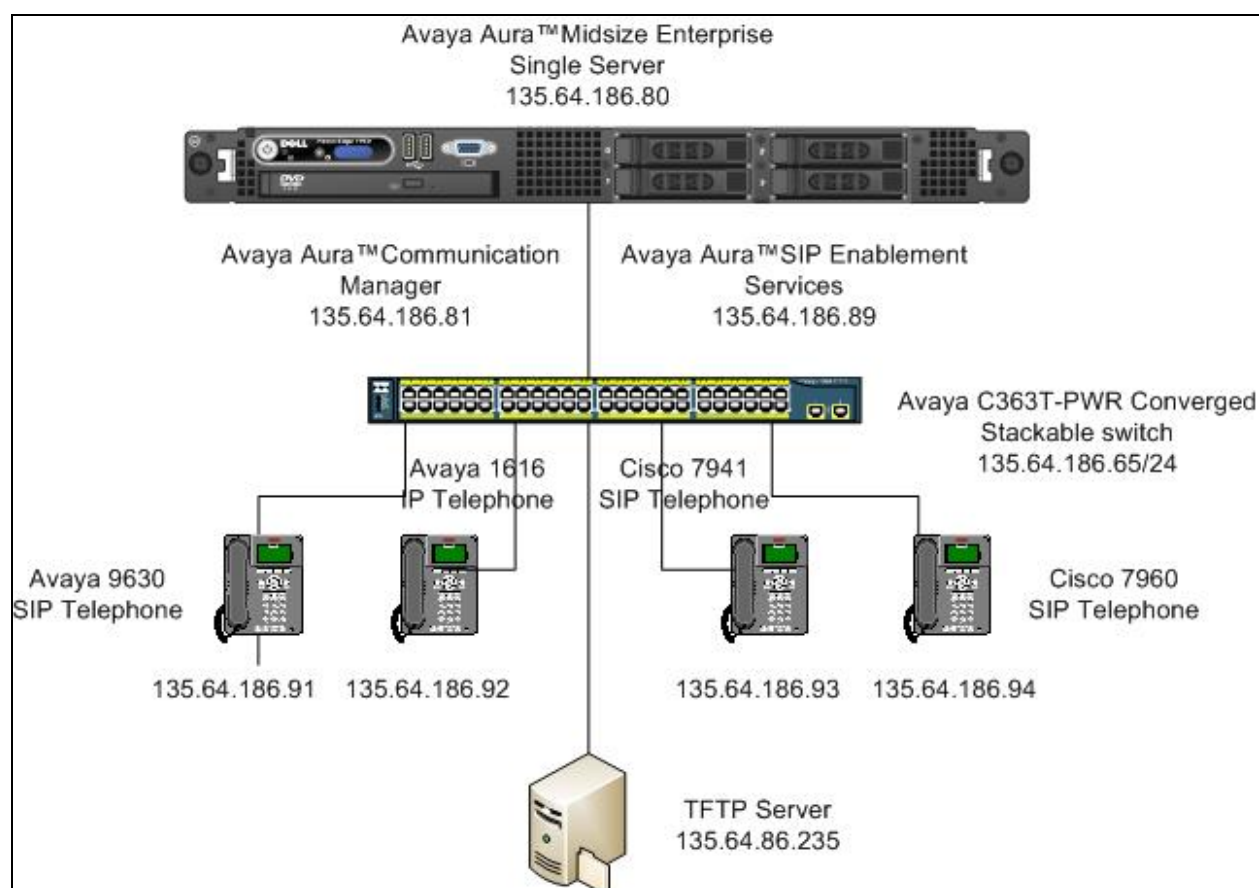 Avaya Aura™Midsize Enterprise
Single Server
135.64.186.80
DELL
DVD
Avaya Aura™Communication
Manager
135.64.186.81
Avaya Aura™SIP Enablement
Services
135.64.186.89
Avaya C363T-PWR Converged
Stackable switch
135.64.186.65/24
Avaya 1616
IP Telephone
Cisco 7941
SIP Telephone
Avaya 9630
SIP Telephone
Cisco 7960
SIP Telephone
135.64.186.91
135.64.186.92
135.64.186.93
135.64.186.94
TFTP Server
135.64.86.235